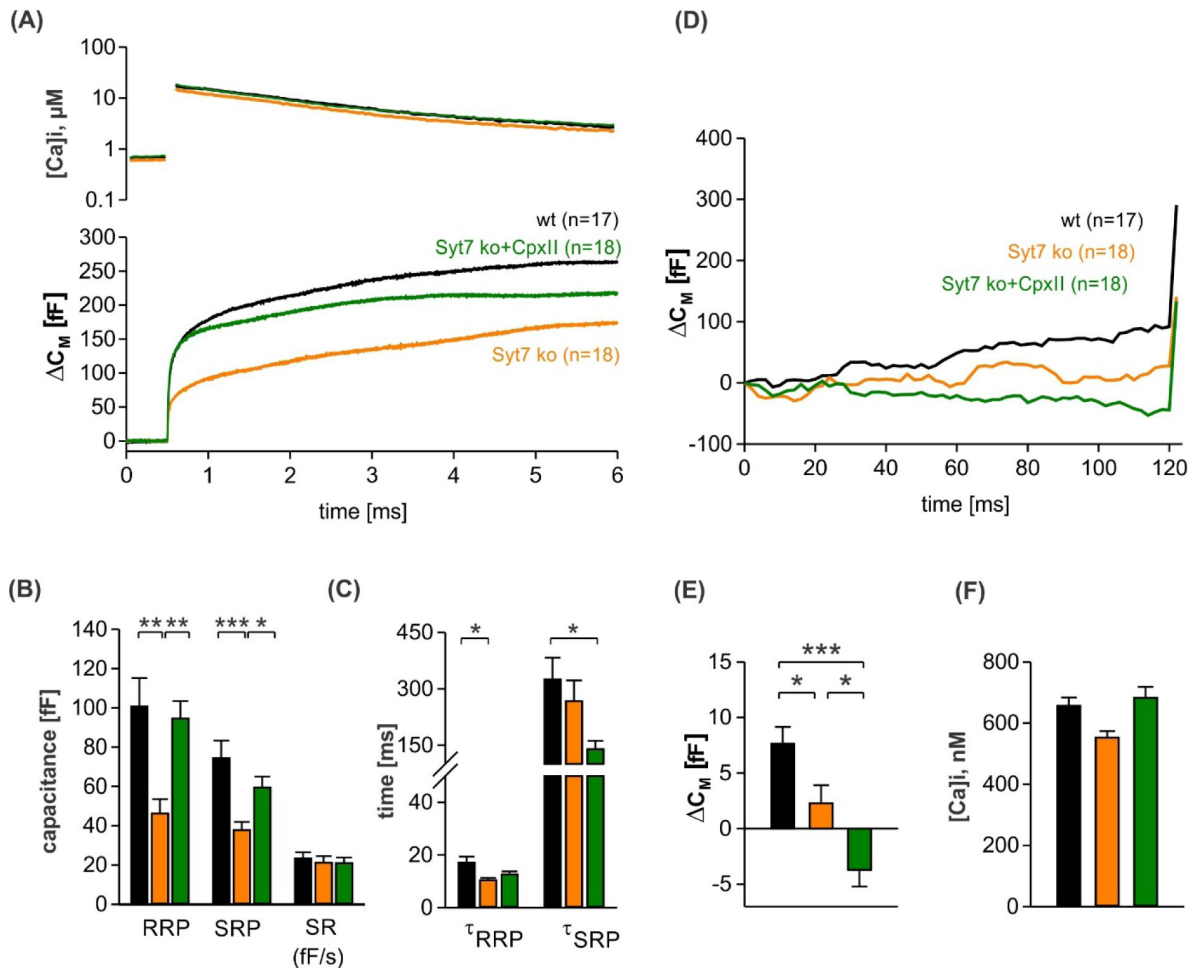 (A)
100
10
1
0.1
[Ca]i, µM
300
250
200
150
100
50
0
ΔCM [fF]
wt (n=17)
Syt7 ko+CpxII (n=18)
Syt7 ko (n=18)
0 1 2 3 4 5 6
time [ms]
(D)
400
300
200
100
0
-100
ΔCM [fF]
wt (n=17)
Syt7 ko (n=18)
Syt7 ko+CpxII (n=18)
0 20 40 60 80 100 120
time [ms]
(B)
140
120
100
80
60
40
20
0
capacitance [fF]
** ** *** *
RRP SRP SR
(fF/s)
(C)
450
300
150
40
20
0
time [ms]
* *
τRRP τSRP
(E)
15
10
5
0
-5
ΔCM [fF]
***
* *
(F)
800
600
400
200
0
[Ca]i, nM